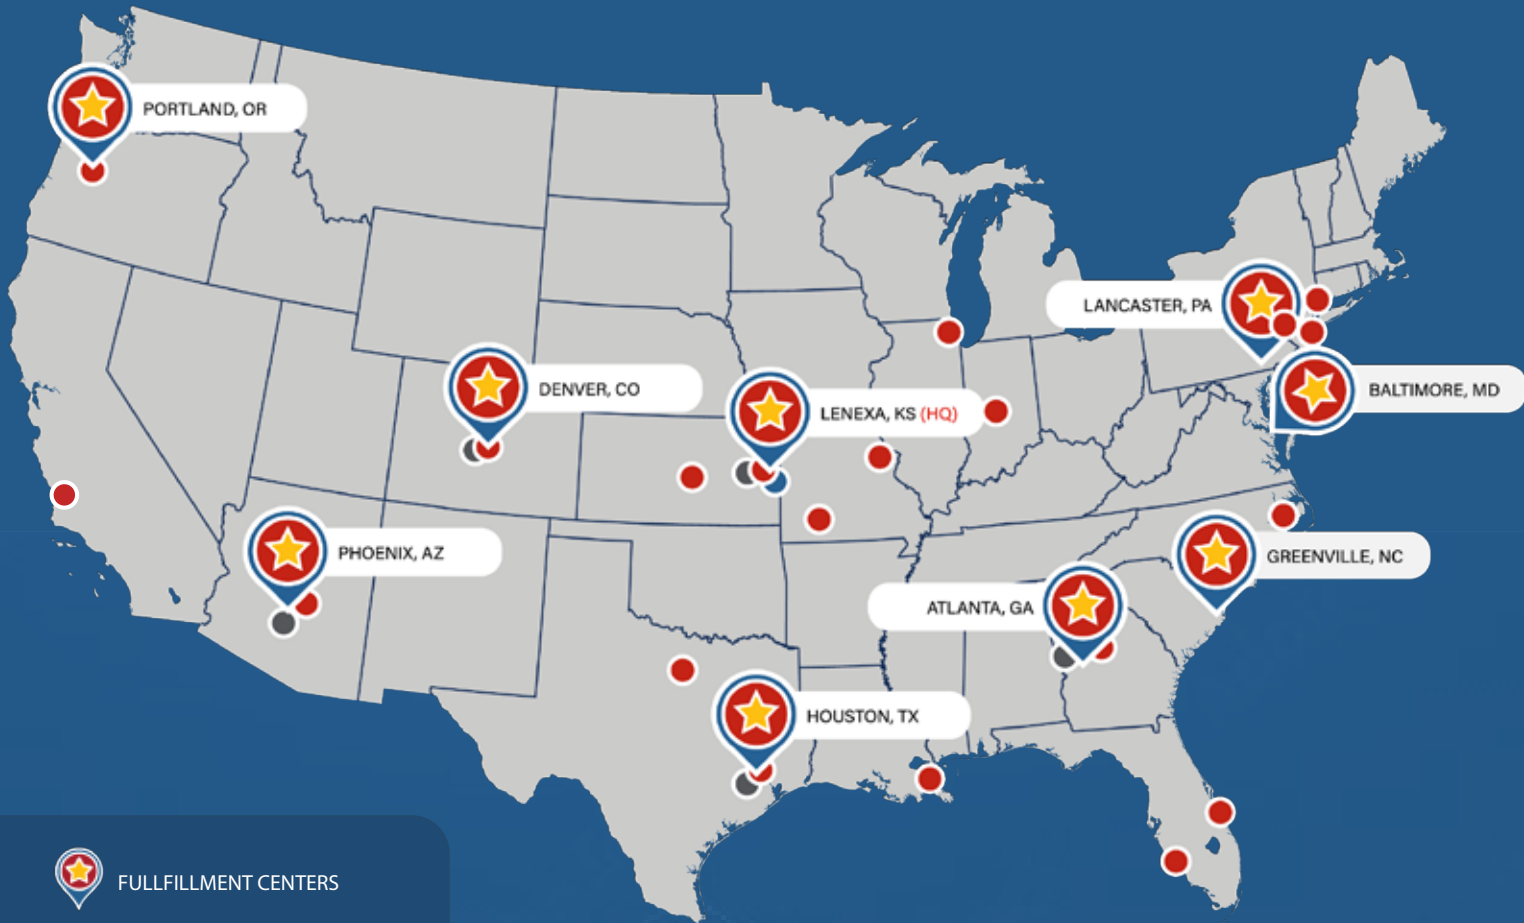 PORTLAND, OR
LANCASTER, PA
DENVER, CO
BALTIMORE, MD
LENEXA, KS (HQ)
PHOENIX, AZ
GREENVILLE, NC
ATLANTA, GA
HOUSTON, TX
FULLFILLMENT CENTERS